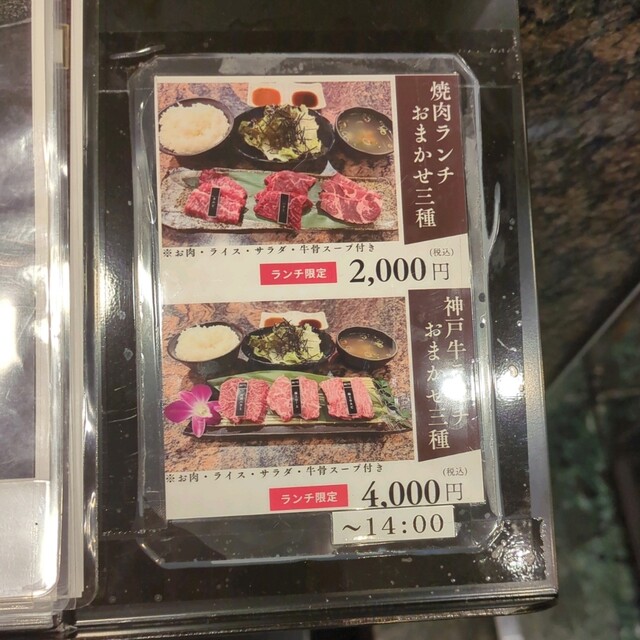 焼肉ランチ
おまかせ三種
※お肉・ライス・サラダ・牛骨スープ付き
ランチ限定 2,000円
(税込)
神戸牛ランチ
おまかせ三種
※お肉・ライス・サラダ・牛骨スープ付き
ランチ限定 4,000円
(税込)
～14:00